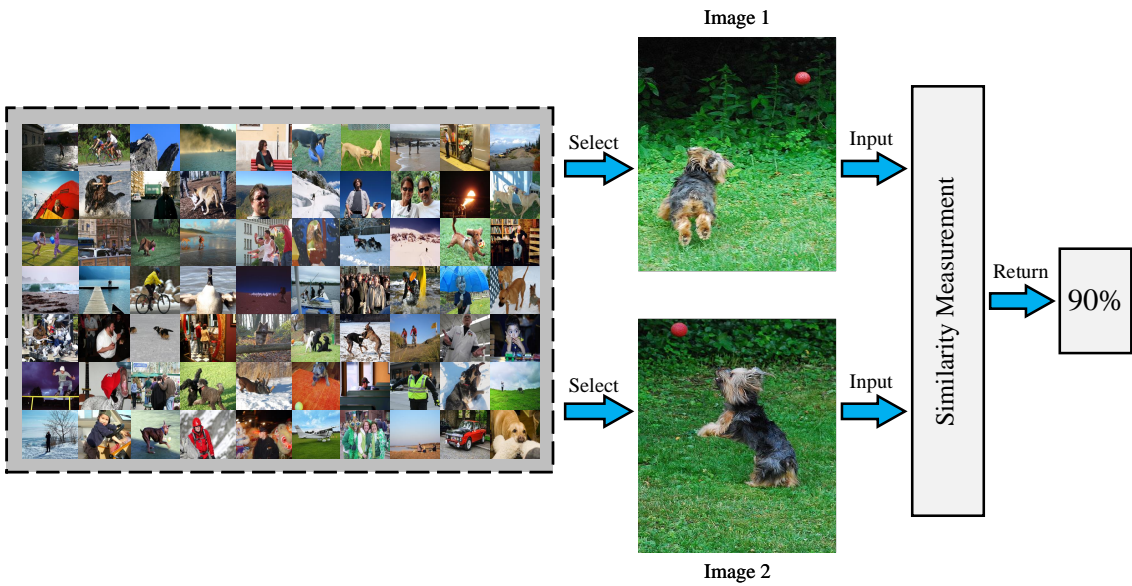 Image 1
Select
Input
Select
Input
Similarity Measurement
Return
90%
Image 2